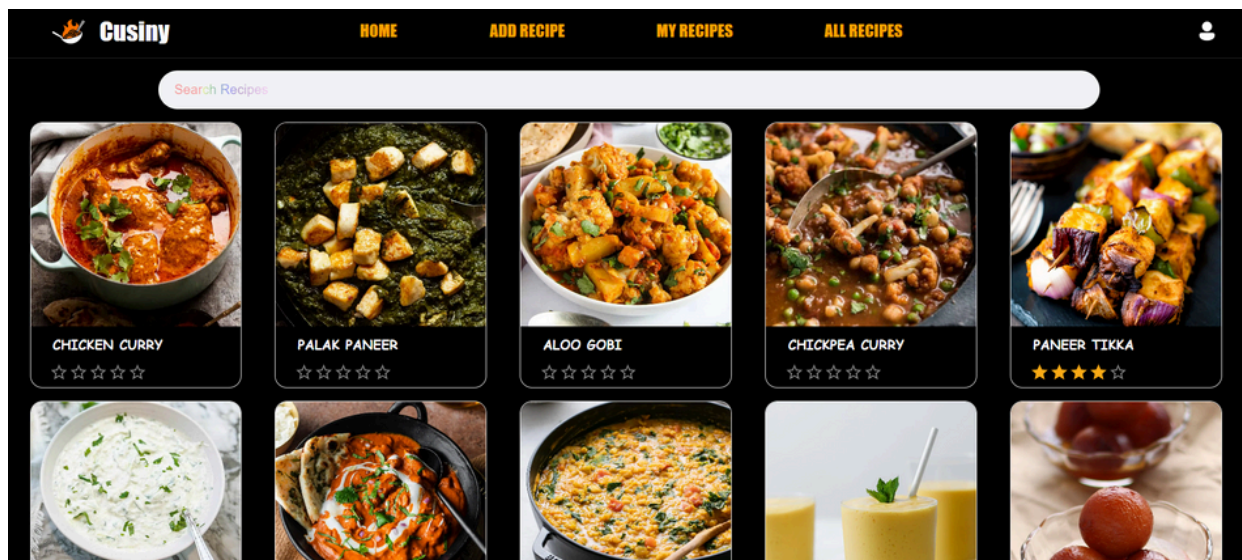 Cusiny
HOME
ADD RECIPE
MY RECIPES
ALL RECIPES
Search Recipes
CHICKEN CURRY
PALAK PANEER
ALOO GOBI
CHICKPEA CURRY
PANEER TIKKA